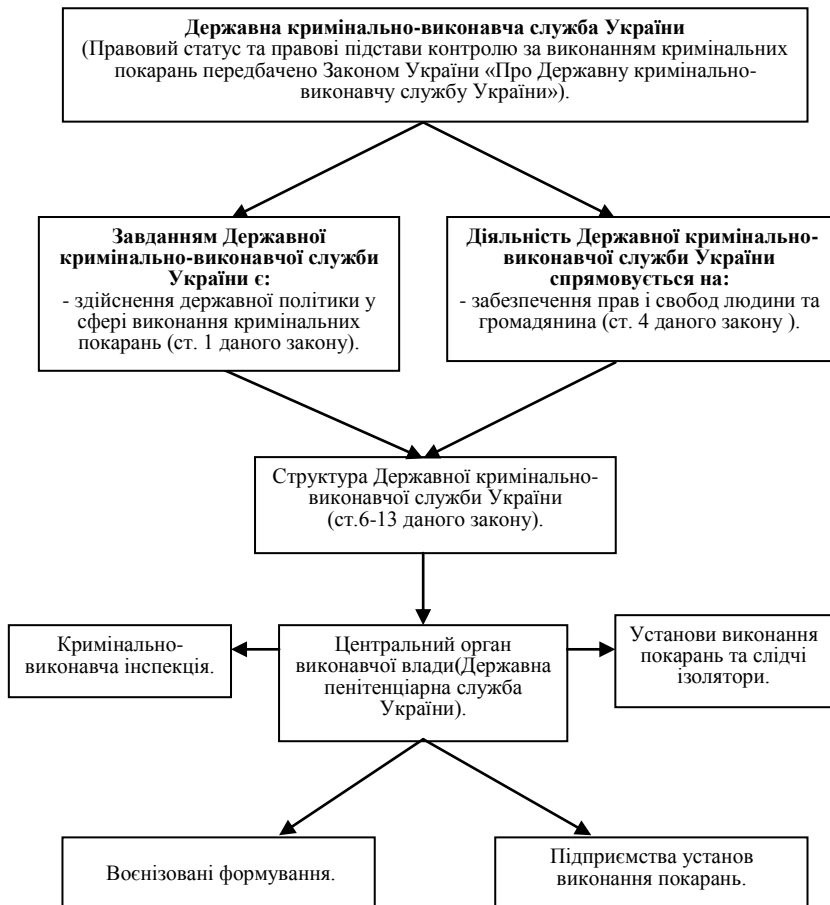 Державна кримінально-виконавча служба України
(Правовий статус та правові підстави контролю за виконанням кримінальних
покарань передбачено Законом України «Про Державну кримінально-
виконавчу службу України»).
Завданням Державної
кримінально-виконавчої служби
України є:
- здійснення державної політики у
сфері виконання кримінальних
покарань (ст. 1 даного закону).
Діяльність Державної кримінально-
виконавчої служби України
спрямовується на:
- забезпечення прав і свобод людини та
громадянина (ст. 4 даного закону ).
Структура Державної кримінально-
виконавчої служби України
(ст.6-13 даного закону).
Кримінально-
виконавча інспекція.
Центральний орган
виконавчої влади(Державна
пенітенціарна служба
України).
Установи виконання
покарань та слідчі
ізолятори.
Воєнізовані формування.
Підприємства установ
виконання покарань.